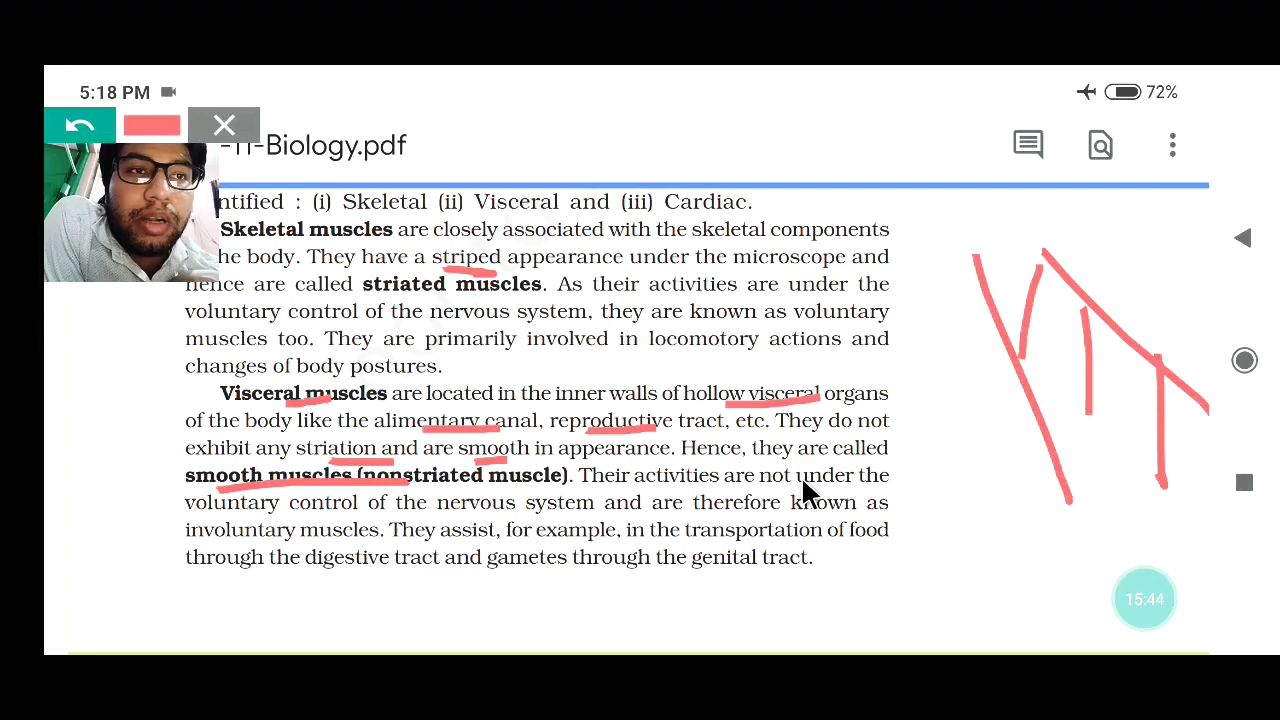 5:18 PM
72%
-11-Biology.pdf
ntified : (i) Skeletal (ii) Visceral and (iii) Cardiac.
Skeletal muscles are closely associated with the skeletal components
he body. They have a striped appearance under the microscope and
hence are called striated muscles. As their activities are under the
voluntary control of the nervous system, they are known as voluntary
muscles too. They are primarily involved in locomotory actions and
changes of body postures.
Visceral muscles are located in the inner walls of hollow visceral organs
of the body like the alimentary canal, reproductive tract, etc. They do not
exhibit any striation and are smooth in appearance. Hence, they are called
smooth muscles (nonstriated muscle). Their activities are not under the
voluntary control of the nervous system and are therefore known as
involuntary muscles. They assist, for example, in the transportation of food
through the digestive tract and gametes through the genital tract.
15:44